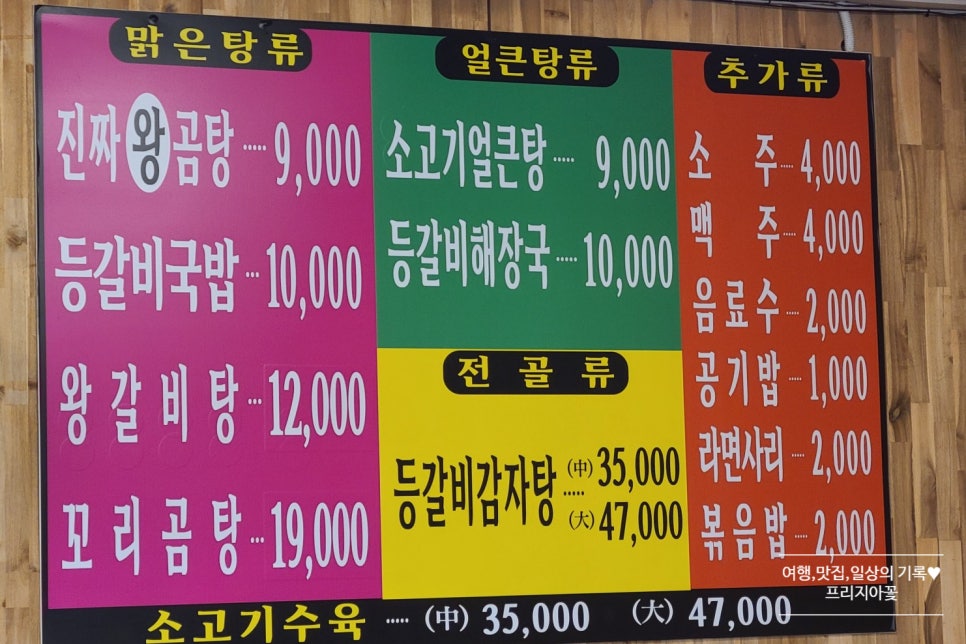 맑은탕류
진짜왕곰탕 ····· 9,000
등갈비국밥 ··· 10,000
왕갈비탕 ··· 12,000
꼬리곰탕 ··· 19,000
얼큰탕류
소고기얼큰탕 ····· 9,000
등갈비해장국 ····· 10,000
전골류
등갈비감자탕 ····· (中) 35,000
(大) 47,000
추가류
소주 ···· 4,000
맥주 ···· 4,000
음료수 ···· 2,000
공기밥 ···· 1,000
라면사리 ···· 2,000
볶음밥 ···· 2,000
소고기수육 ····· (中) 35,000 (大) 47,000
여행,맛집,일상의 기록♥
프리지아꽃